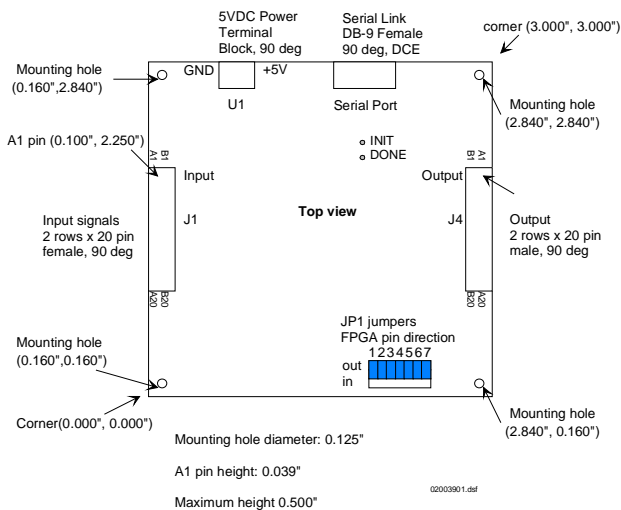 5VDC Power
Terminal
Block, 90 deg
Serial Link
DB-9 Female
90 deg, DCE
corner (3.000", 3.000")
Mounting hole
(0.160",2.840")
GND
+5V
U1
Serial Port
Mounting hole
(2.840", 2.840")
A1 pin (0.100", 2.250")
INIT
DONE
A1
B1
B1
A1
Input
Output
J1
Top view
J4
Input signals
2 rows x 20 pin
female, 90 deg
Output
2 rows x 20 pin
male, 90 deg
A20
B20
B20
A20
JP1 jumpers
FPGA pin direction
1234567
out
in
Mounting hole
(0.160",0.160")
Corner(0.000", 0.000")
Mounting hole
(2.840", 0.160")
Mounting hole diameter: 0.125"
A1 pin height: 0.039"
Maximum height 0.500"
02003901.dsf